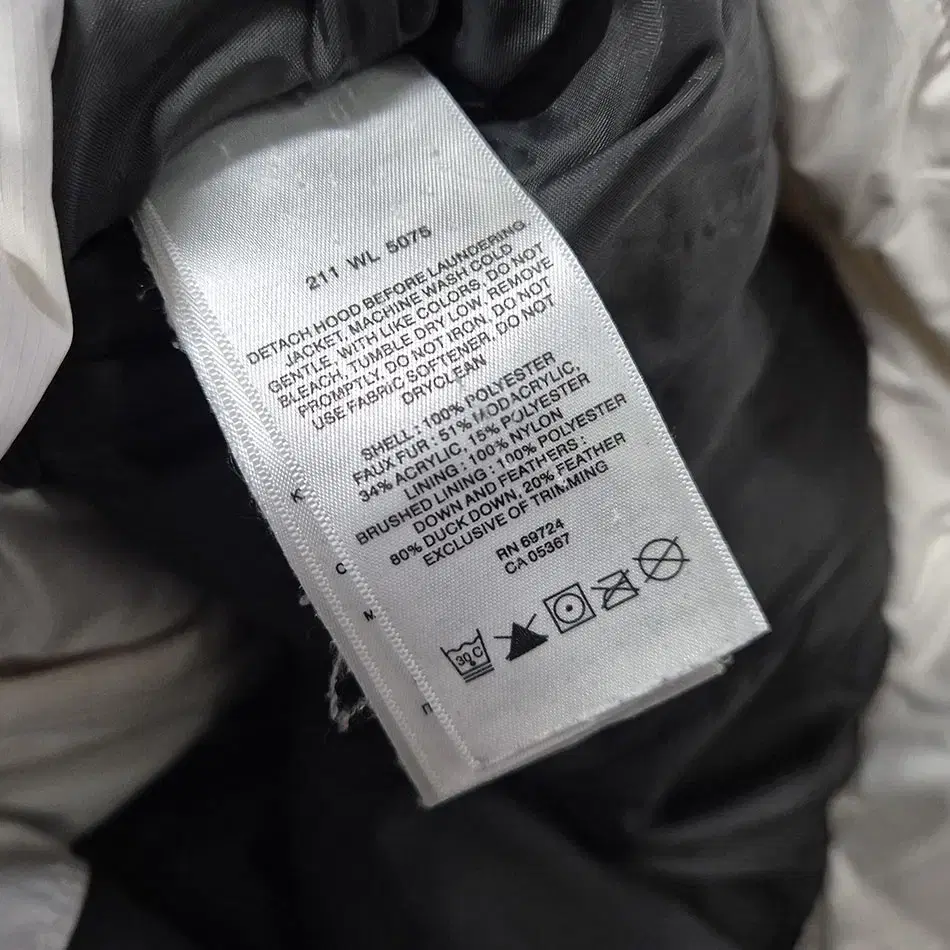 211 WL 5075
DETACH HOOD BEFORE LAUNDERING
JACKET, MACHINE WASH COLD
GENTLE, WITH LIKE COLORS, DO NOT
BLEACH, TUMBLE DRY LOW, REMOVE
PROMPTLY, DO NOT IRON, DO NOT
USE FABRIC SOFTENER, DO NOT
DRYCLEAN
SHELL : 100% POLYESTER
FAUX FUR : 51% MODACRYLIC,
34% ACRYLIC, 15% POLYESTER
LINING : 100% NYLON
BRUSHED LINING : 100% POLYESTER
DOWN AND FEATHERS :
80% DUCK DOWN, 20% FEATHER
EXCLUSIVE OF TRIMMING
RN 69724
CA 05367
30 C
K
C
M